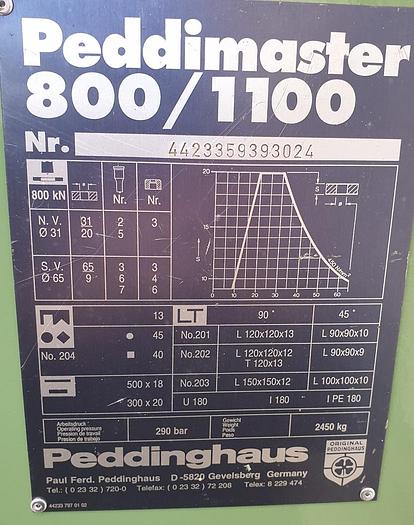 Peddimaster
800/1100
Nr. 4423359393024
800 kN Nr. Nr.
N. V. 31 2 3
Ø 31 20 5
S. V. 65 3 3
Ø 65 9 6 4
7 6
20
15
10
S
0 10 20 30 40 50 60
450 N/mm²
S
ø
13 LT 90° 45°
● 45 No.201 L 120x120x13 L 90x90x10
No. 204 ■ 40 No.202 L 120x120x12 L 90x90x9
T 120x13
500 x 18 No.203 L 150x150x12 L 100x100x10
300 x 20 U 180 I 180 I PE 180
Arbeitsdruck
Operating pressure
Pression de travail
Presion de trabajo
290 bar
Gewicht
Weight
Poids
Peso
2450 kg
Peddinghaus
ORIGINAL
PEDDINGHAUS
Paul Ferd. Peddinghaus D-5820 Gevelsberg Germany
Tel.: ( 0 23 32 ) 720-0 Telefax: ( 0 23 32 ) 72 208 Telex: 8 229 474
44233 797 01 02